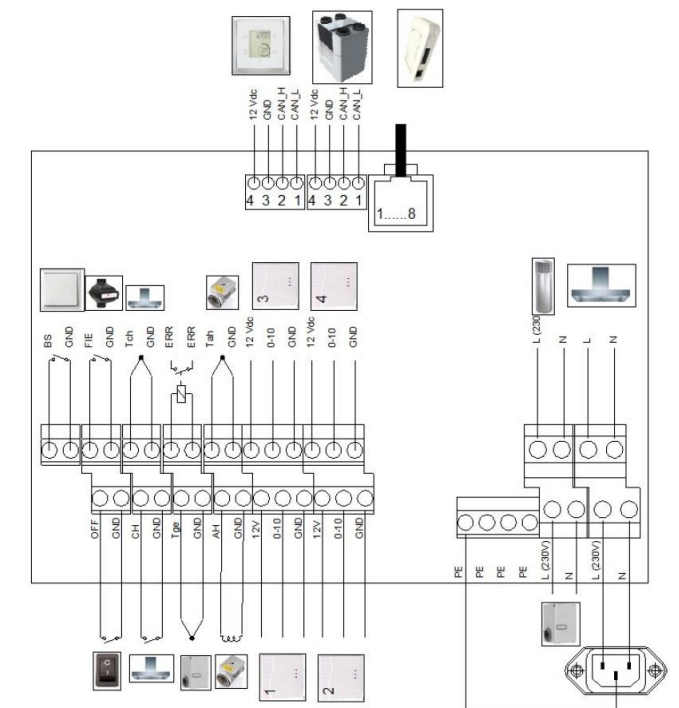 12 Vdc
GND
CAN_H
CAN_L
12 Vdc
GND
CAN_H
CAN_L
4 3 2 1 4 3 2 1
1......8
3
4
BS
GND
FIE
GND
Tch
GND
ERR
ERR
Tah
GND
12 Vdc
0-10
GND
12 Vdc
0-10
GND
L (230
N
L
N
OFF
GND
CH
GND
Tge
GND
AH
GND
12V
0-10
GND
12V
0-10
GND
PE
PE
PE
PE
L (230V)
N
L (230V)
N
1
2